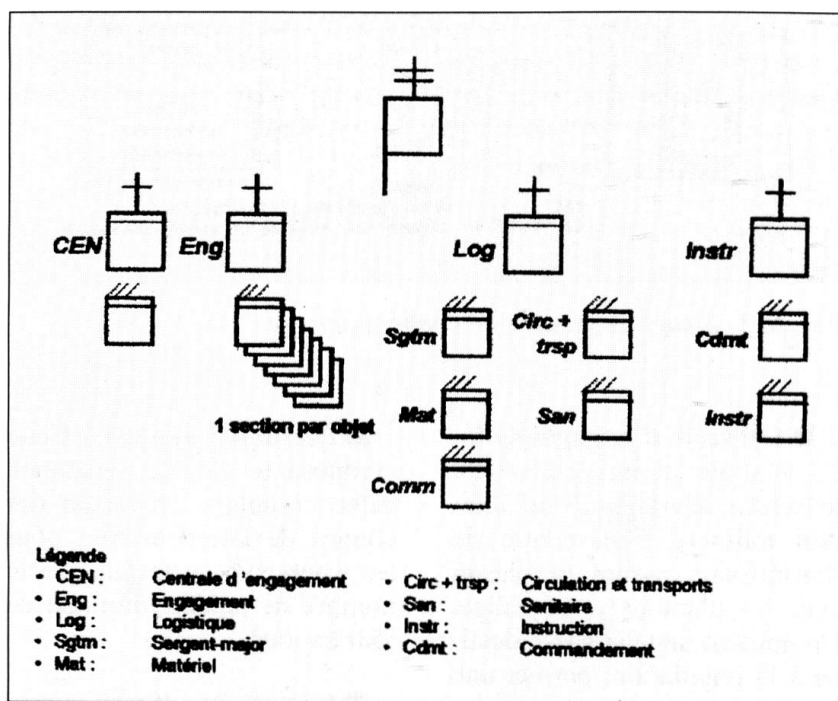 CEN Eng Log Instr
Sgtm Circ + trsp Cdmt
Mat San Instr
1 section par objet
Comm
Légende
• CEN : Centrale d'engagement
• Eng : Engagement
• Log : Logistique
• Sgtm : Sergent-major
• Mat : Matériel
• Circ + trsp : Circulation et transports
• San : Sanitaire
• Instr : Instruction
• Cdmt : Commandement